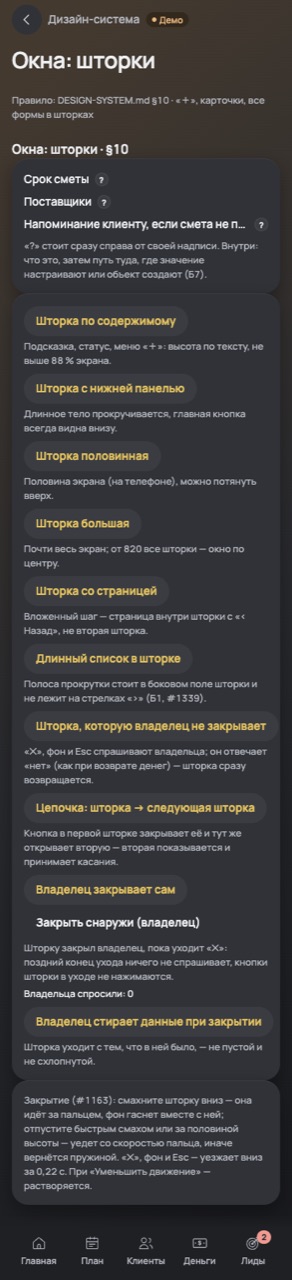 Дизайн-система
Демо
Окна: шторки
Правило: DESIGN-SYSTEM.md §10 · «＋», карточки, все
формы в шторках
Окна: шторки · §10
Срок сметы ?
Поставщики ?
Напоминание клиенту, если смета не п... ?
«?» стоит сразу справа от своей надписи. Внутри:
что это, затем путь туда, где значение
настраивают или объект создают (Б7).
Шторка по содержимому
Подсказка, статус, меню «＋»: высота по тексту, не
выше 88 % экрана.
Шторка с нижней панелью
Длинное тело прокручивается, главная кнопка
всегда видна внизу.
Шторка половинная
Половина экрана (на телефоне), можно потянуть
вверх.
Шторка большая
Почти весь экран; от 820 все шторки — окно по
центру.
Шторка со страницей
Вложенный шаг — страница внутри шторки с «‹
Назад», не вторая шторка.
Длинный список в шторке
Полоса прокрутки стоит в боковом поле шторки и
не лежит на стрелках «›» (Б1, #1339).
Шторка, которую владелец не закрывает
«✕», фон и Esc спрашивают владельца; он отвечает
«нет» (как при возврате денег) — шторка сразу
возвращается.
Цепочка: шторка → следующая шторка
Кнопка в первой шторке закрывает её и тут же
открывает вторую — вторая показывается и
принимает касания.
Владелец закрывает сам
Закрыть снаружи (владелец)
Шторку закрыл владелец, пока уходит «✕»:
поздний конец ухода ничего не спрашивает, кнопки
шторки в уходе не нажимаются.
Владельца спросили: 0
Владелец стирает данные при закрытии
Шторка уходит с тем, что в ней было, — не пустой и
не схлопнутой.
Закрытие (#1163): смахните шторку вниз — она
идёт за пальцем, фон гаснет вместе с ней;
отпустите быстрым смахом или за половиной
высоты — уедет со скоростью пальца, иначе
вернётся пружиной. «✕», фон и Esc — уезжает вниз
за 0,22 с. При «Уменьшить движение» —
растворяется.
2
Главная План Клиенты Деньги Лиды